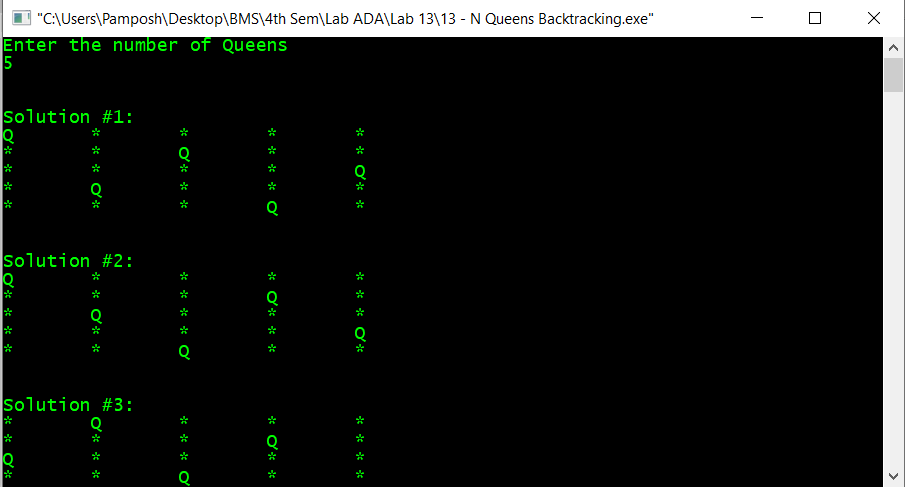 "C:\Users\Pamposh\Desktop\BMS\4th Sem\Lab ADA\Lab 13\13 - N Queens Backtracking.exe"
Enter the number of Queens
5
Solution #1:
Q * * * *
* * Q * *
* * * * Q
* Q * * *
* * * Q *
Solution #2:
Q * * * *
* * * Q *
* Q * * *
* * * * Q
* * Q * *
Solution #3:
* Q * * *
* * * Q *
Q * * * *
* * Q * *